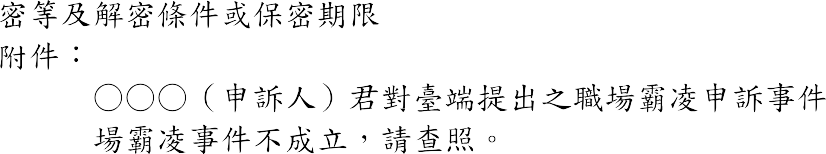 密等及解密條件或保密期限
附件：
○○○（申訴人）君對臺端提出之職場霸凌申訴事件
場霸凌事件不成立，請查照。